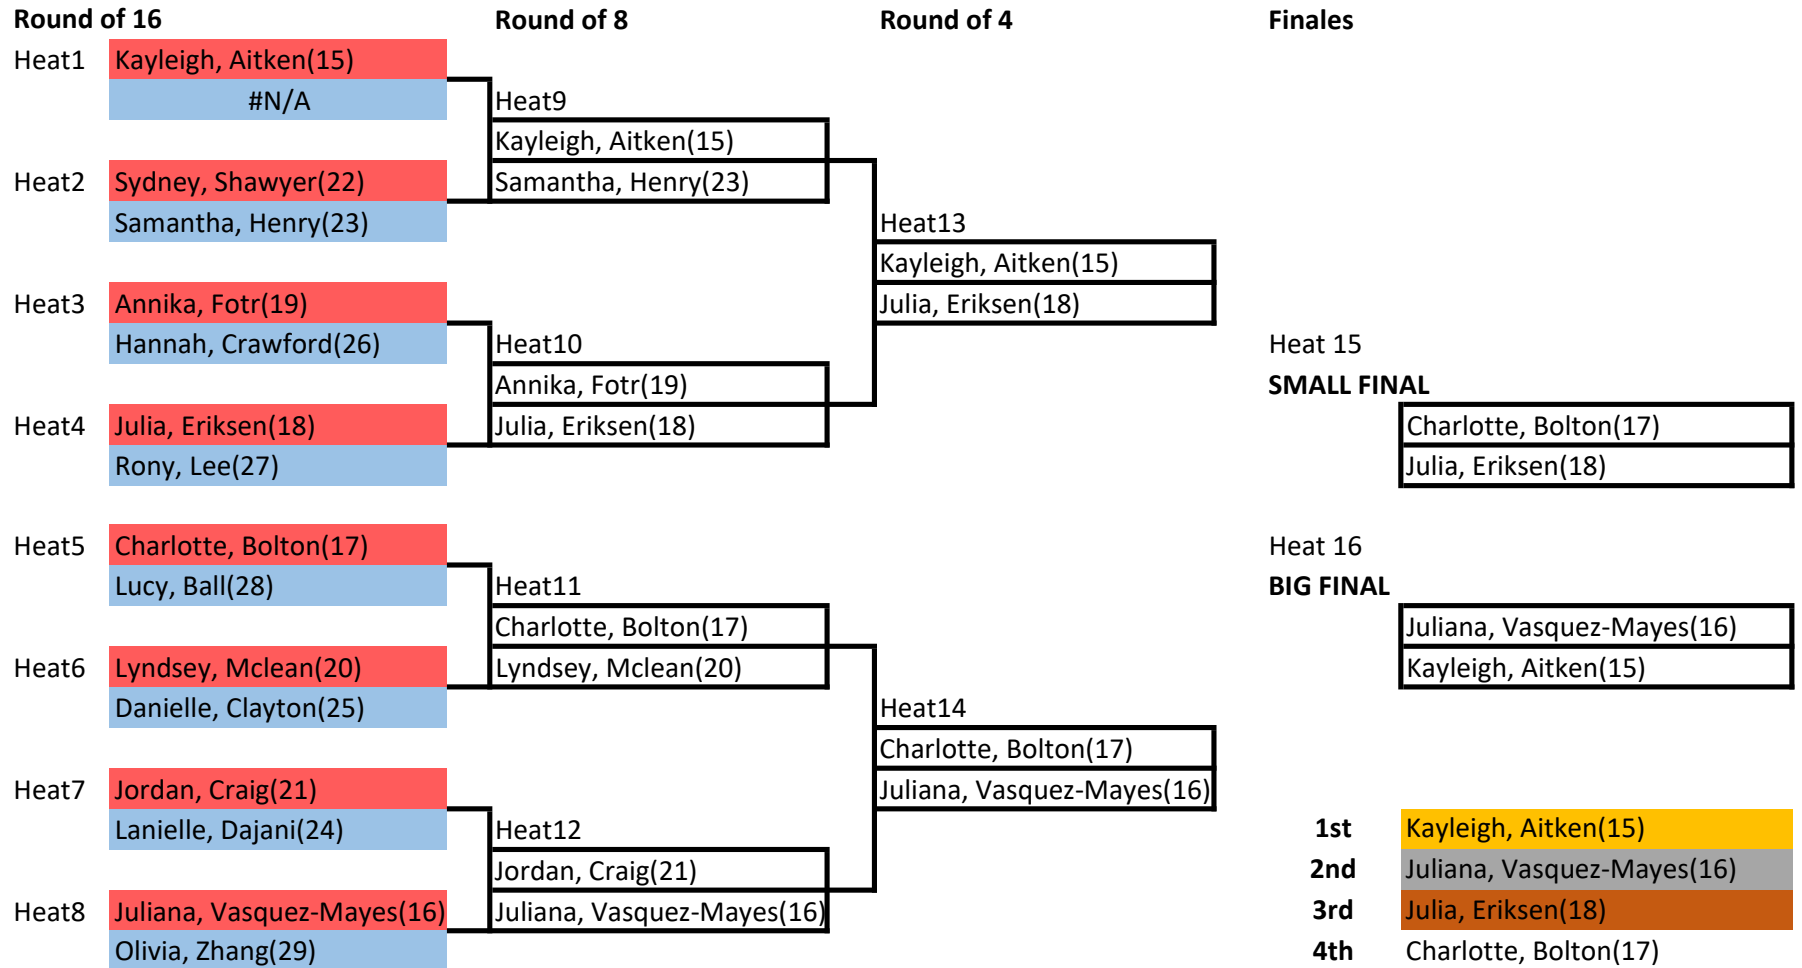 Round of 16
Round of 8
Round of 4
Finales
Heat1
Kayleigh, Aitken(15)
#N/A
Heat2
Sydney, Shawyer(22)
Samantha, Henry(23)
Heat3
Annika, Fotr(19)
Hannah, Crawford(26)
Heat4
Julia, Eriksen(18)
Rony, Lee(27)
Heat5
Charlotte, Bolton(17)
Lucy, Ball(28)
Heat6
Lyndsey, Mclean(20)
Danielle, Clayton(25)
Heat7
Jordan, Craig(21)
Lanielle, Dajani(24)
Heat8
Juliana, Vasquez-Mayes(16)
Olivia, Zhang(29)
Heat9
Kayleigh, Aitken(15)
Samantha, Henry(23)
Heat10
Annika, Fotr(19)
Julia, Eriksen(18)
Heat11
Charlotte, Bolton(17)
Lyndsey, Mclean(20)
Heat12
Jordan, Craig(21)
Juliana, Vasquez-Mayes(16)
Heat13
Kayleigh, Aitken(15)
Julia, Eriksen(18)
Heat14
Charlotte, Bolton(17)
Juliana, Vasquez-Mayes(16)
Heat 15
SMALL FINAL
Charlotte, Bolton(17)
Julia, Eriksen(18)
Heat 16
BIG FINAL
Juliana, Vasquez-Mayes(16)
Kayleigh, Aitken(15)
1st Kayleigh, Aitken(15)
2nd Juliana, Vasquez-Mayes(16)
3rd Julia, Eriksen(18)
4th Charlotte, Bolton(17)